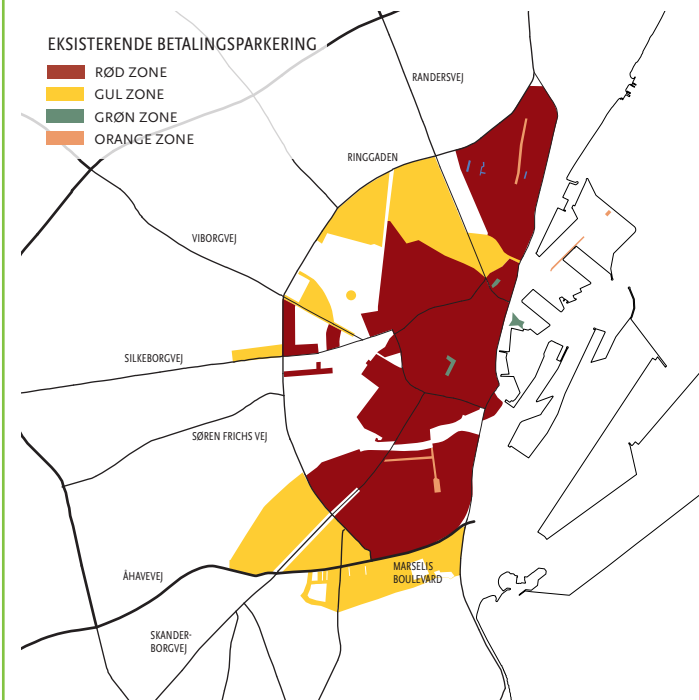 EKSISTERENDE BETALINGSPARKERING
RØD ZONE
GUL ZONE
GRØN ZONE
ORANGE ZONE
RANDERSVEJ
RINGGADEN
VIBORGVEJ
SILKEBORGVEJ
SØREN FRICHS VEJ
ÅHAVEVEJ
MARSELIS
BOULEVARD
SKANDER-
BORGVEJ